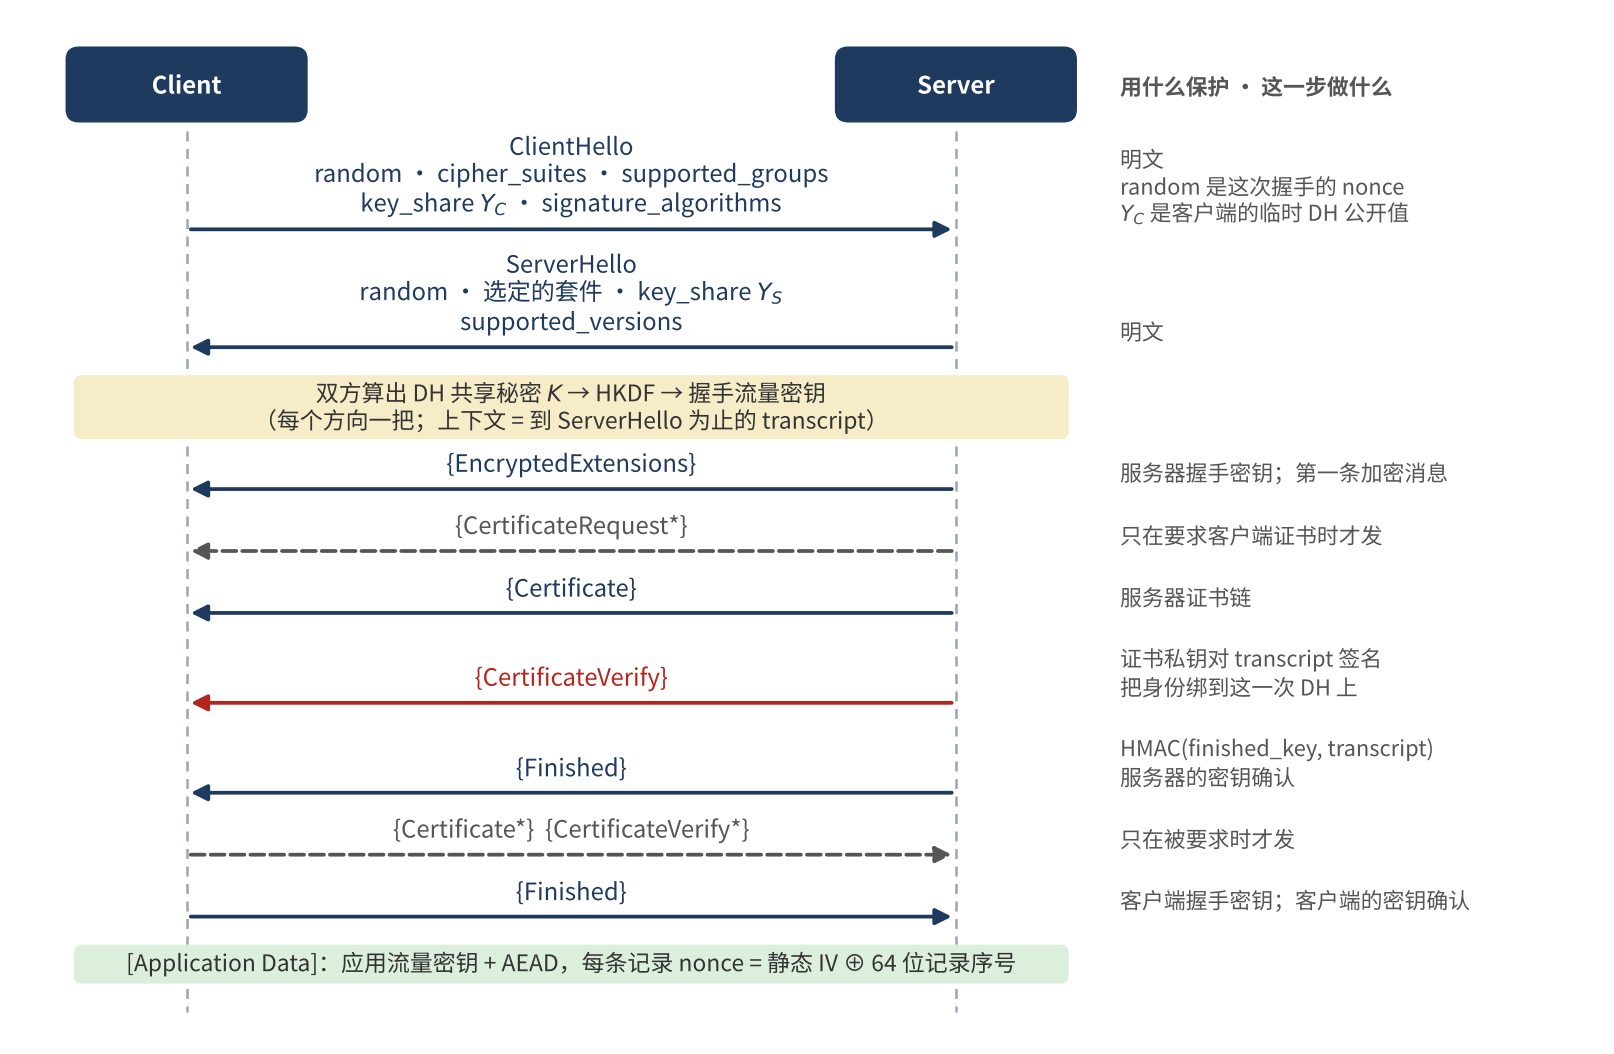 Client
Server
用什么保护 · 这一步做什么
ClientHello
random · cipher_suites · supported_groups
key_share Y_C · signature_algorithms
明文
random 是这次握手的 nonce
Y_C 是客户端的临时 DH 公开值
ServerHello
random · 选定的套件 · key_share Y_S
supported_versions
明文
双方算出 DH 共享秘密 K → HKDF → 握手流量密钥
（每个方向一把；上下文 = 到 ServerHello 为止的 transcript）
{EncryptedExtensions}
服务器握手密钥；第一条加密消息
{CertificateRequest*}
只在要求客户端证书时才发
{Certificate}
服务器证书链
{CertificateVerify}
证书私钥对 transcript 签名
把身份绑到这一次 DH 上
{Finished}
HMAC(finished_key, transcript)
服务器的密钥确认
{Certificate*} {CertificateVerify*}
只在被要求时才发
{Finished}
客户端握手密钥；客户端的密钥确认
[Application Data]：应用流量密钥 + AEAD，每条记录 nonce = 静态 IV ⊕ 64 位记录序号